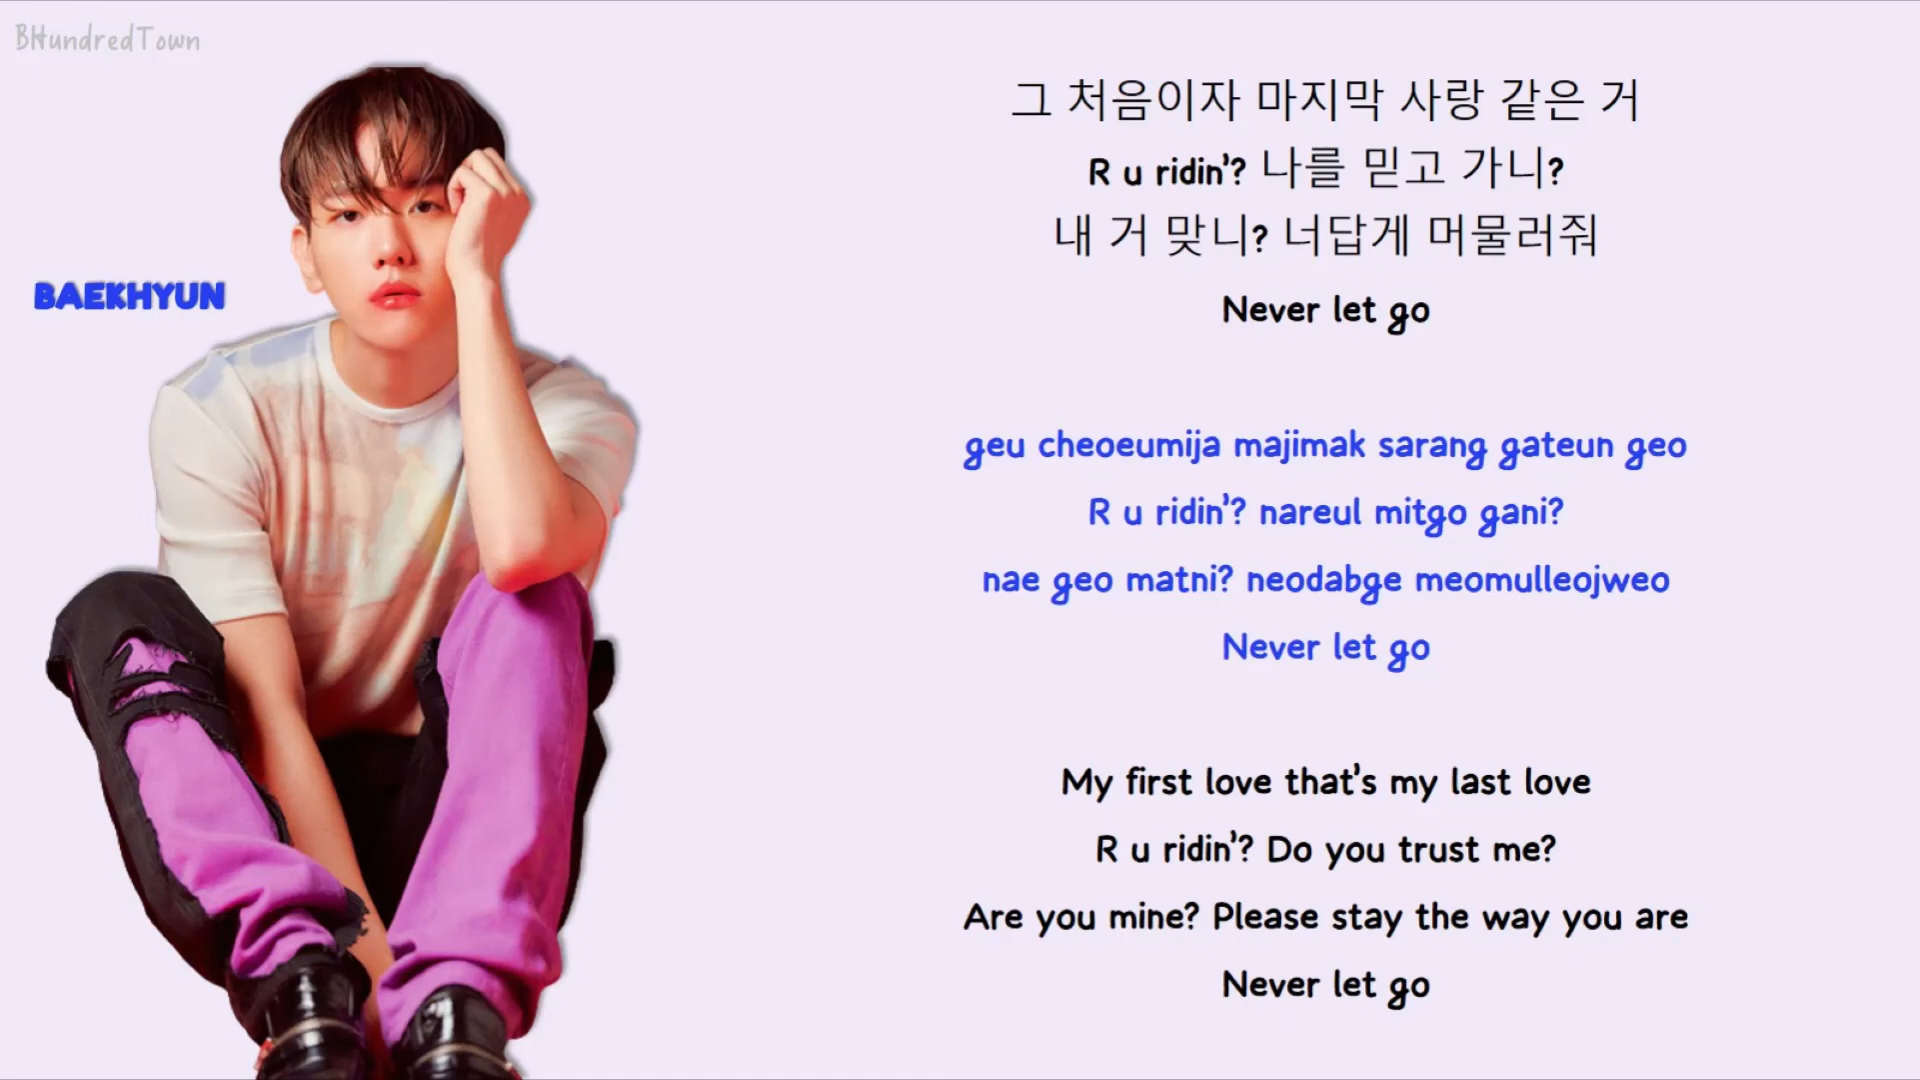 BHundredTown
BAEKHYUN
그 처음이자 마지막 사랑 같은 거
R u ridin'? 나를 믿고 가니?
내 거 맞니? 너답게 머물러줘
Never let go
geu cheoeumija majimak sarang gateun geo
R u ridin'? nareul mitgo gani?
nae geo matni? neodabge meomulleojweo
Never let go
My first love that's my last love
R u ridin'? Do you trust me?
Are you mine? Please stay the way you are
Never let go